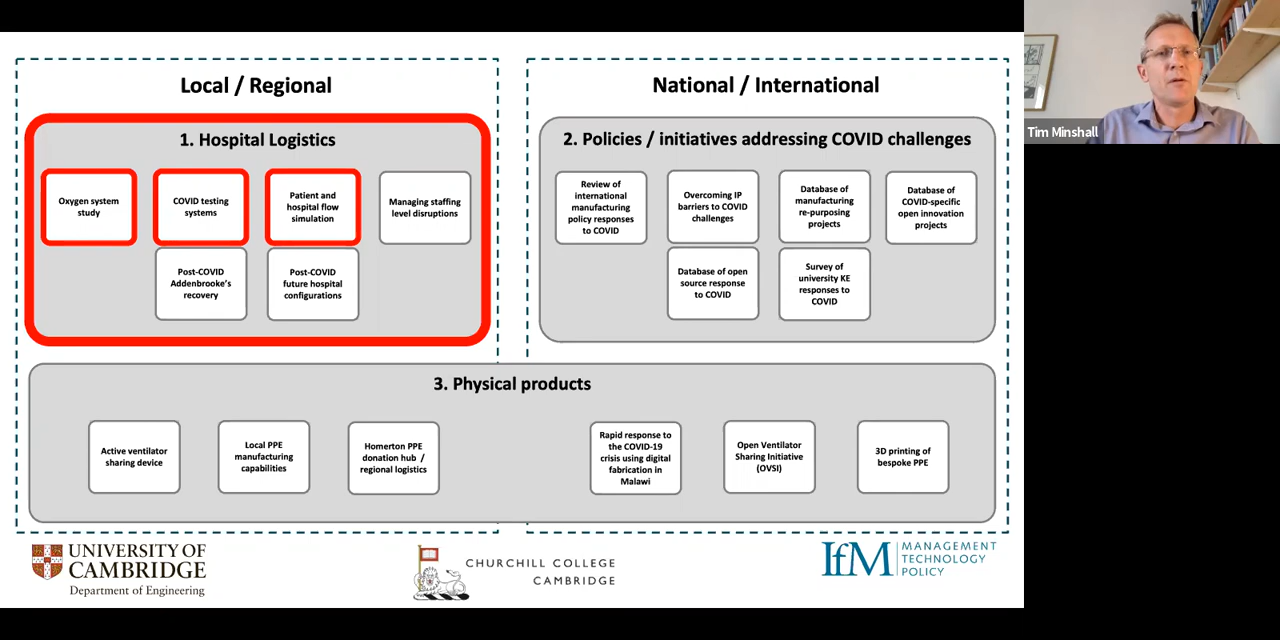 Local / Regional
National / International
1. Hospital Logistics
Oxygen system
study
COVID testing
systems
Patient and
hospital flow
simulation
Managing staffing
level disruptions
Post-COVID
Addenbrooke's
recovery
Post-COVID
future hospital
configurations
2. Policies / initiatives addressing COVID challenges
Review of
international
manufacturing
policy responses
to COVID
Overcoming IP
barriers to COVID
challenges
Database of
manufacturing
re-purposing
projects
Database of
COVID-specific
open innovation
projects
Database of open
source response
to COVID
Survey of
university KE
responses to
COVID
3. Physical products
Active ventilator
sharing device
Local PPE
manufacturing
capabilities
Homerton PPE
donation hub /
regional logistics
Rapid response to
the COVID-19
crisis using digital
fabrication in
Malawi
Open Ventilator
Sharing Initiative
(OVSI)
3D printing of
bespoke PPE
UNIVERSITY OF
CAMBRIDGE
Department of Engineering
CHURCHILL COLLEGE
CAMBRIDGE
IfM
MANAGEMENT
TECHNOLOGY
POLICY
Tim Minshall